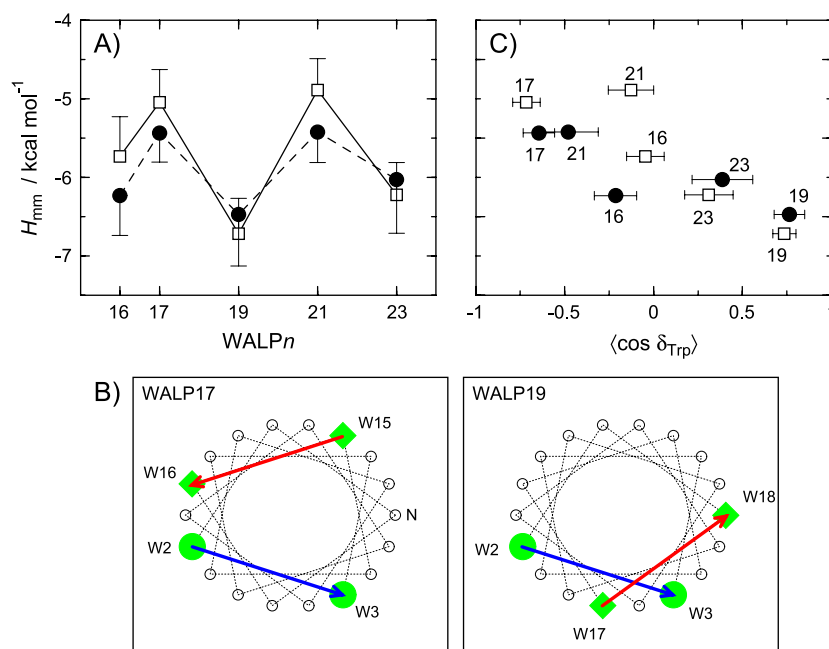 A)
-4
-5
-6
-7
H_mm / kcal mol⁻¹
16 17 19 21 23
WALPn
C)
17
21
17
21
16
16
23
23
19
19
-1 -0.5 0 0.5 1
⟨cos δ_Trp⟩
B)
WALP17
W15
W16
N
W2
W3
WALP19
W18
W2
W3
W17